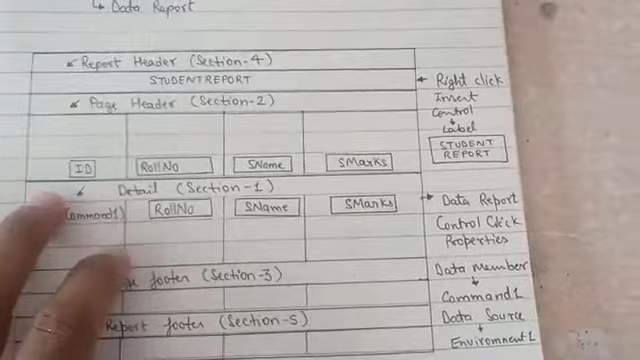 ↳ Data Report
↙ Report Header (Section-4)
STUDENTREPORT
↙ Page Header (Section-2)
ID RollNo SName SMarks
↙ Detail (Section-1)
(Command1) RollNo SName SMarks
footer (Section-3)
Report footer (Section-5)
← Right click
Insert
Control
↓
Label
STUDENT
REPORT
→ Data Report
Control Click
Properties
Data Member
↓
Command1
Data Source
↓
Enviromnent1